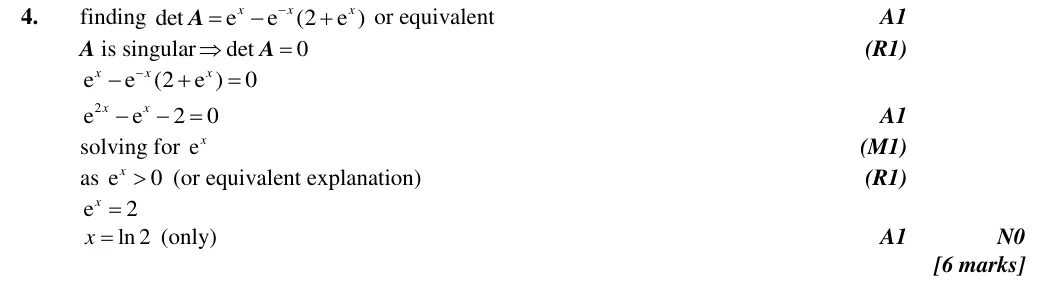 4. finding det A = e^x − e^−x (2 + e^x) or equivalent A1
A is singular ⇒ det A = 0 (R1)
e^x − e^−x (2 + e^x) = 0
e^2x − e^x − 2 = 0 A1
solving for e^x (M1)
as e^x > 0 (or equivalent explanation) (R1)
e^x = 2
x = ln 2 (only) A1 N0
[6 marks]